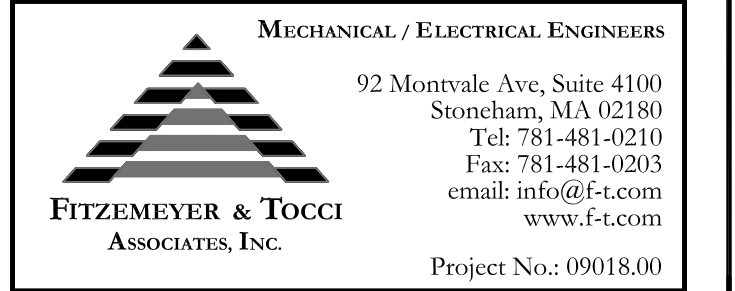 MECHANICAL / ELECTRICAL ENGINEERS
92 Montvale Ave, Suite 4100
Stoneham, MA 02180
Tel: 781-481-0210
Fax: 781-481-0203
email: info@f-t.com
www.f-t.com
Project No.: 09018.00
FITZEMEYER & TOCCI
ASSOCIATES, INC.